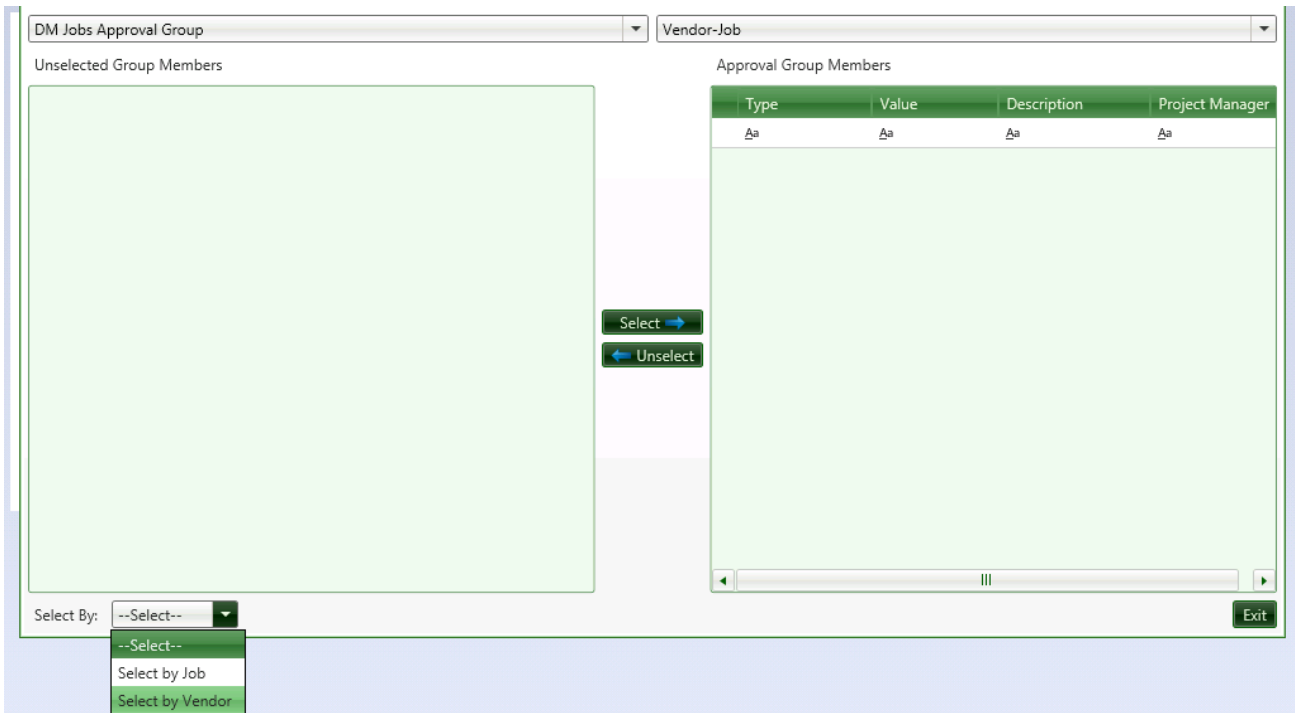 DM Jobs Approval Group
Vendor-Job
Unselected Group Members
Approval Group Members
Type Value Description Project Manager
Aa Aa Aa Aa
Select
Unselect
Select By: --Select--
Exit
--Select--
Select by Job
Select by Vendor